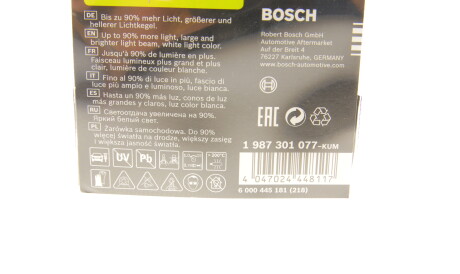 DE Bis zu 90% mehr Licht, größerer und
hellerer Lichtkegel.
EN Up to 90% more light, large and
brighter light beam, white light color.
FR Jusqu'à 90% de lumière en plus.
Faisceau lumineux plus grand et plus
clair, lumière de couleur blanche.
IT Fino al 90% di luce in più, fascio di
luce più ampio e luminoso, luce bianca.
ES Hasta un 90% más luz, conos de luz
más grandes y claros, luz color blanco.
RU Светоотдача увеличена на 90%.
Яркий белый свет.
PL Żarówka samochodowa. Do 90%
więcej światła na drodze, większy zasięg
i większa jasność światła.
UV Pb > 200°C
BOSCH
Robert Bosch GmbH
Automotive Aftermarket
Auf der Breit 4
76227 Karlsruhe, GERMANY
www.bosch-automotive.com
EAC
1 987 301 077-KUM
4 047024 448117
6 000 445 181 (218)